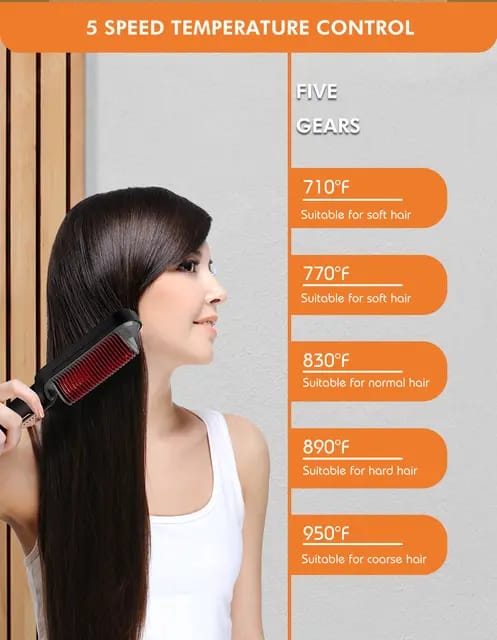 5 SPEED TEMPERATURE CONTROL
FIVE
GEARS
710°F
Suitable for soft hair
770°F
Suitable for soft hair
830°F
Suitable for normal hair
890°F
Suitable for hard hair
950°F
Suitable for coarse hair